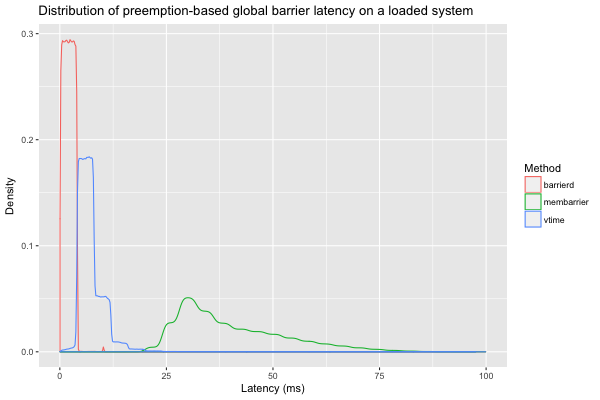 Distribution of preemption-based global barrier latency on a loaded system
0.3
0.2
0.1
0.0
Density
0
25
50
75
100
Latency (ms)
Method
barrierd
membarrier
vtime